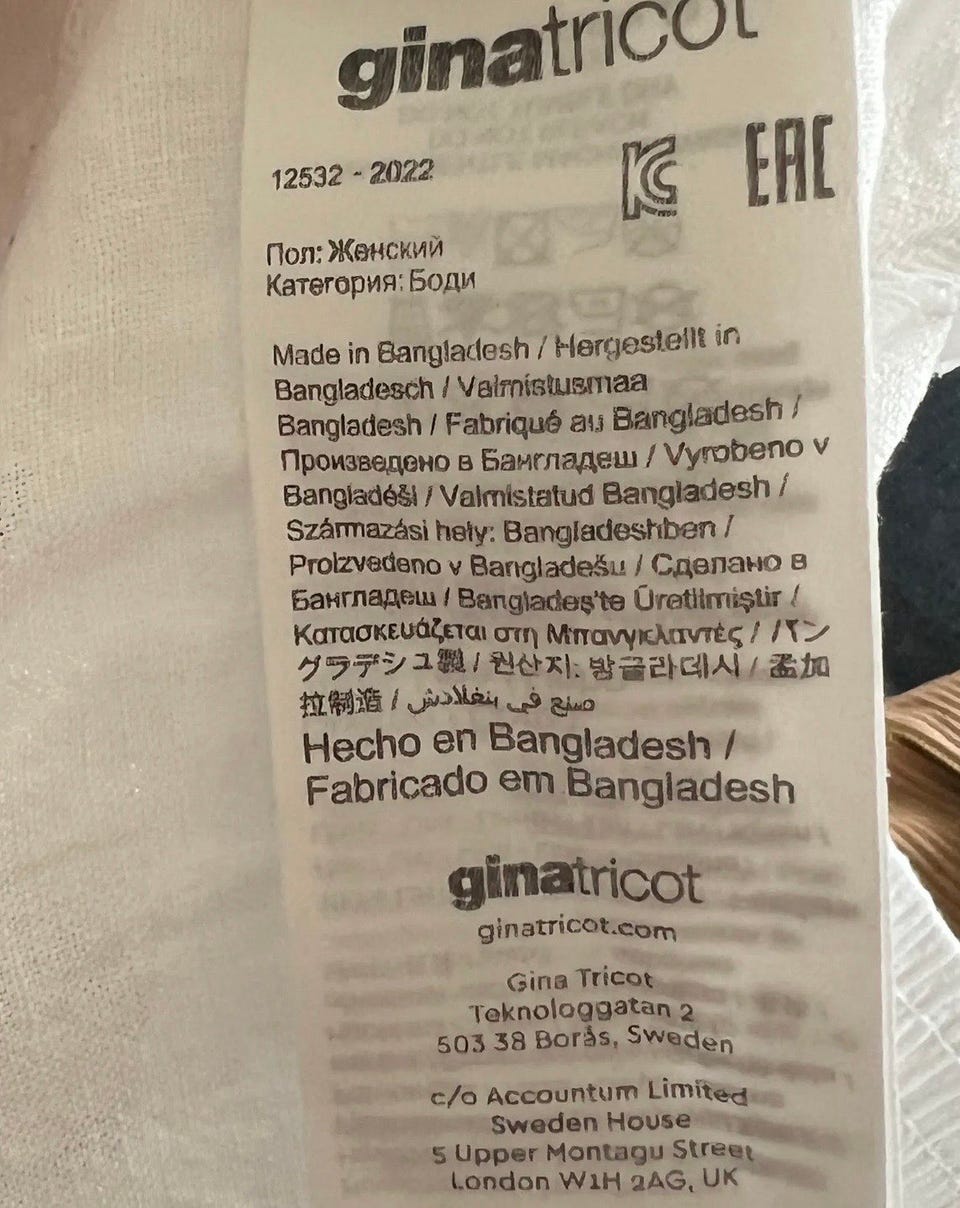 ginatricot
12532 - 2022
KC EAC
Пол: Женский
Категория: Боди
Made in Bangladesh / Hergestellt in
Bangladesch / Valmistusmaa
Bangladesh / Fabriqué au Bangladesh /
Произведено в Бангладеш / Vyrobeno v
Bangladéši / Valmistatud Bangladesh /
Származási hely: Bangladeshben /
Proizvedeno v Bangladešu / Сделано в
Бангладеш / Bangladeş'te Üretilmiştir /
Κατασκευάζεται στη Μπανγκλαντές / バン
グラデシュ製 / 원산지: 방글라데시 / 孟加
拉制造 / صنع في بنغلادش
Hecho en Bangladesh /
Fabricado em Bangladesh
ginatricot
ginatricot.com
Gina Tricot
Teknologgatan 2
503 38 Borås, Sweden
c/o Accountum Limited
Sweden House
5 Upper Montagu Street
London W1H 2AG, UK